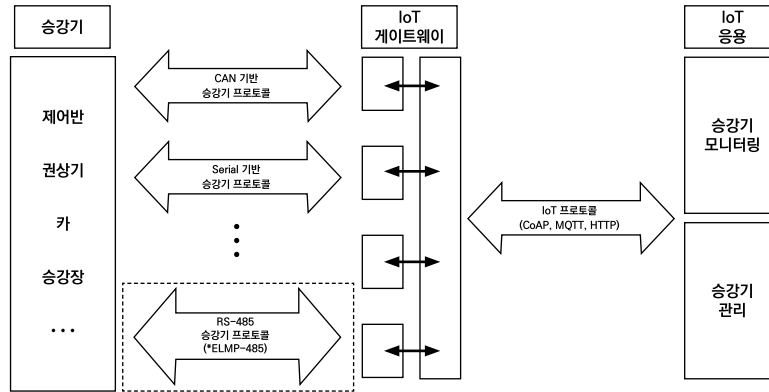 승강기
IoT
게이트웨이
IoT
응용
제어반
권상기
카
승강장
...
CAN 기반
승강기 프로토콜
Serial 기반
승강기 프로토콜
RS-485
승강기 프로토콜
(*ELMP-485)
IoT 프로토콜
(CoAP, MQTT, HTTP)
승강기
모니터링
승강기
관리